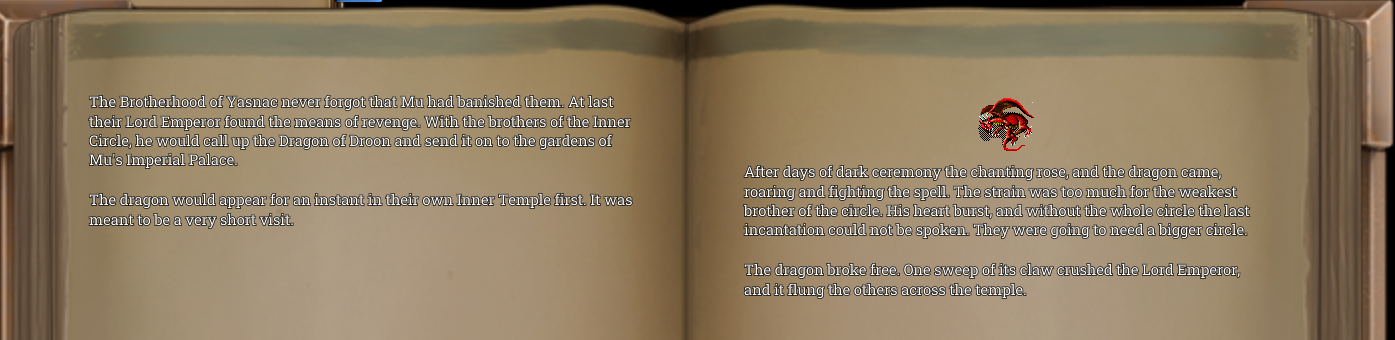 The Brotherhood of Yasnac never forgot that Mu had banished them. At last
their Lord Emperor found the means of revenge. With the brothers of the Inner
Circle, he would call up the Dragon of Droon and send it on to the gardens of
Mu's Imperial Palace.
The dragon would appear for an instant in their own Inner Temple first. It was
meant to be a very short visit.
After days of dark ceremony the chanting rose, and the dragon came,
roaring and fighting the spell. The strain was too much for the weakest
brother of the circle. His heart burst, and without the whole circle the last
incantation could not be spoken. They were going to need a bigger circle.
The dragon broke free. One sweep of its claw crushed the Lord Emperor,
and it flung the others across the temple.